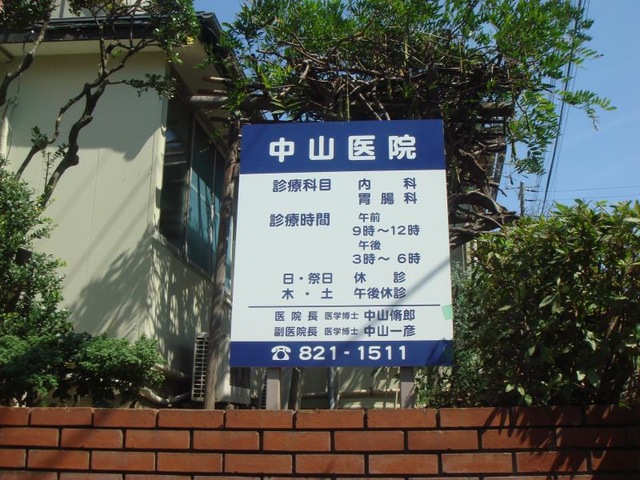 中山医院
診療科目 内科
胃腸科
診療時間 午前
9時〜12時
午後
3時〜6時
日・祭日 休診
木・土 午後休診
医院長 医学博士 中山脩郎
副医院長 医学博士 中山一彦
☎821-1511